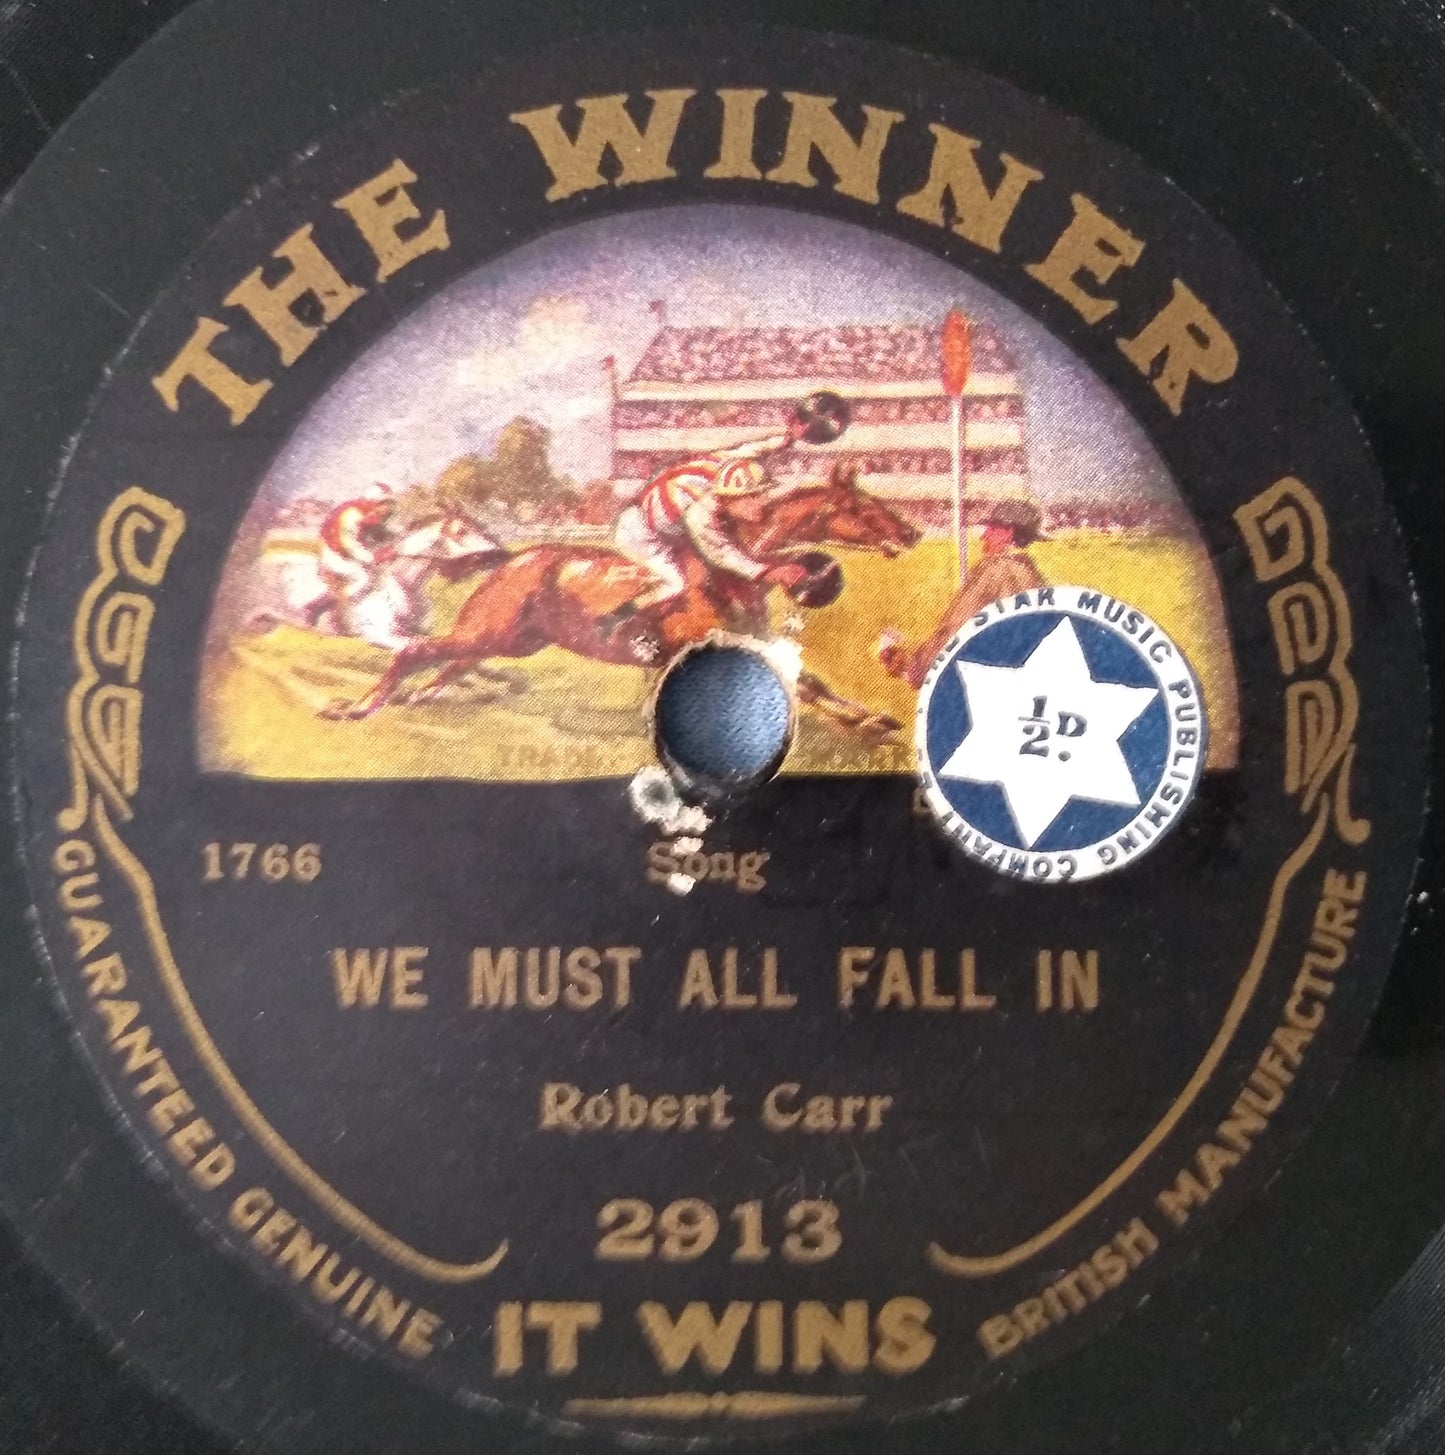 THE WINNER
TRADE
THE STAR MUSIC PUBLISHING COMPANY
1/2D.
1766
Song
WE MUST ALL FALL IN
Robert Carr
2913
IT WINS
GUARANTEED GENUINE
BRITISH MANUFACTURE